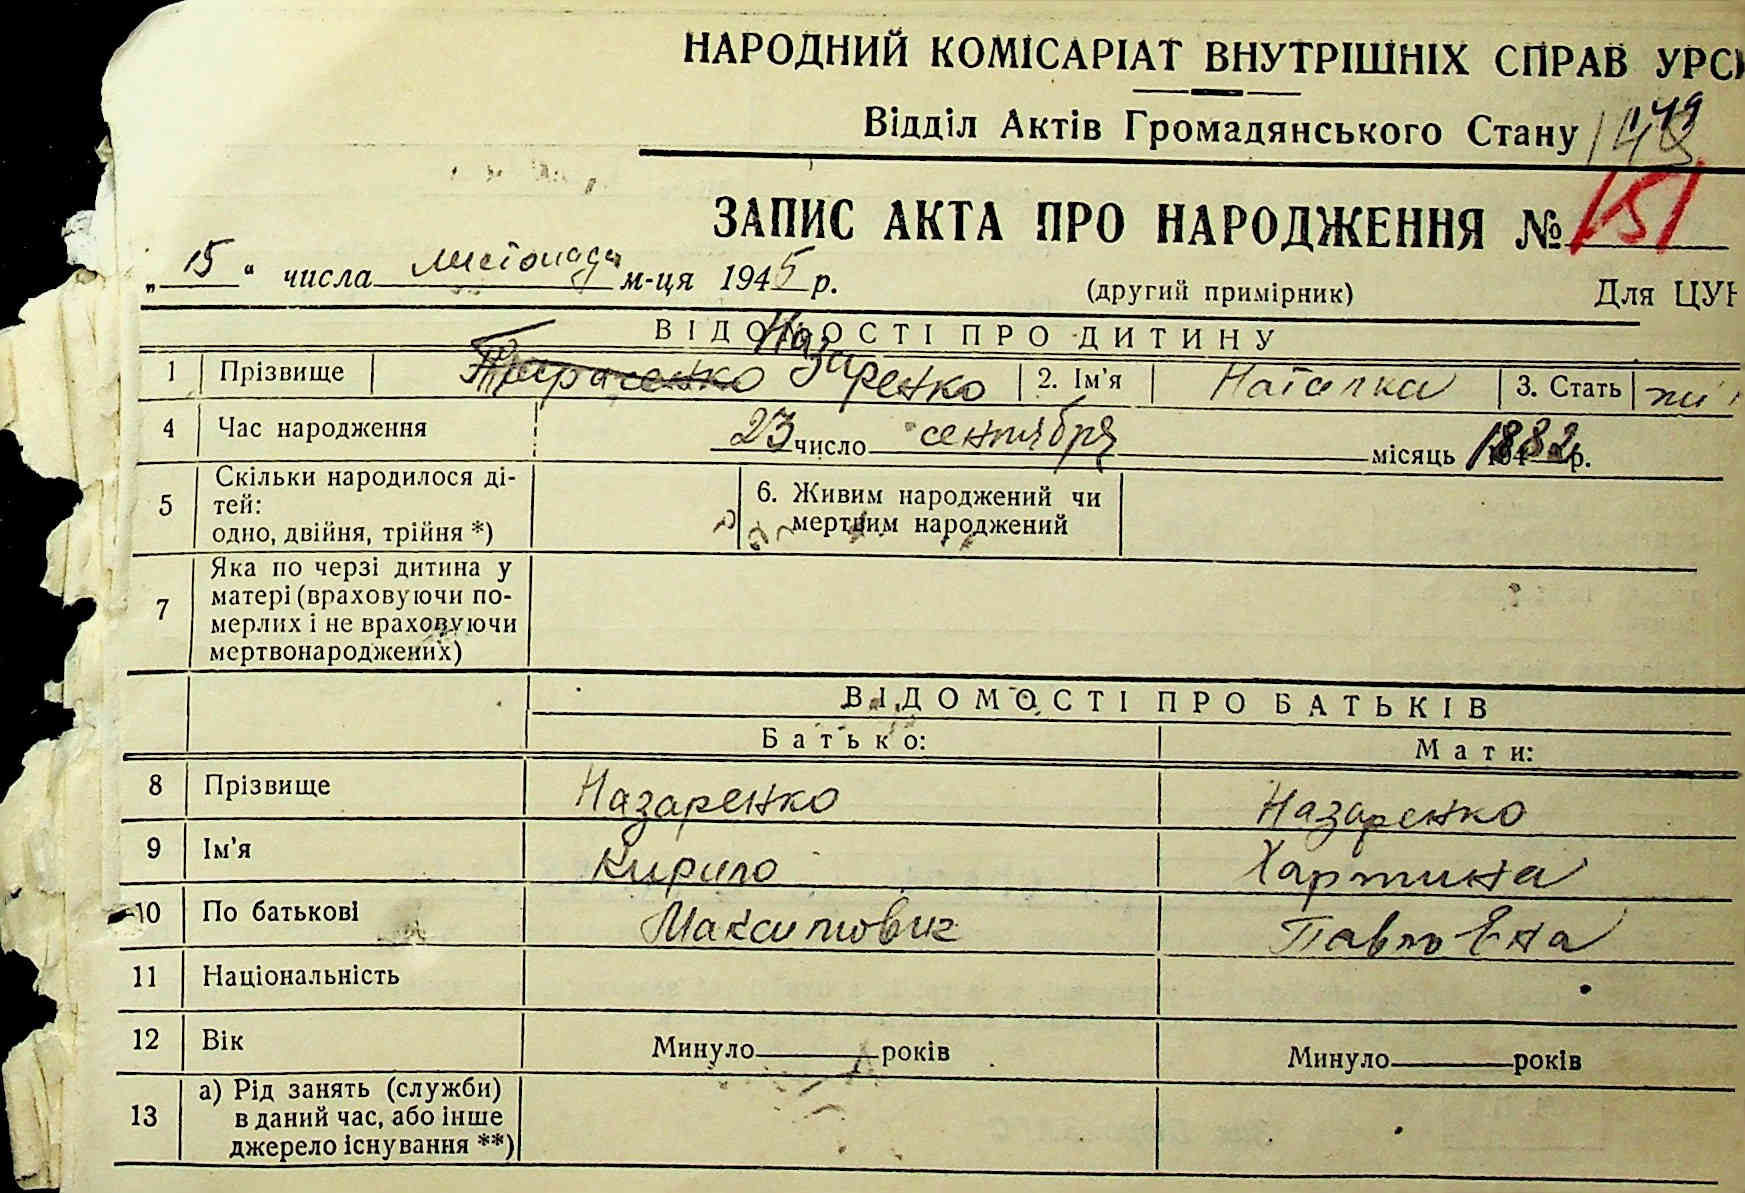 НАРОДНИЙ КОМІСАРІАТ ВНУТРІШНІХ СПРАВ УРС
Відділ Актів Громадянського Стану 149
ЗАПИС АКТА ПРО НАРОДЖЕННЯ № 151
„15" числа листопада м-ця 1945 р. (другий примірник) Для ЦУ
ВІДОМОСТІ ПРО ДИТИНУ
1 Прізвище Назаренко 2. Ім'я Наталка 3. Стать
4 Час народження 23 число сентября місяць 1882 р.
5 Скільки народилося ді-
тей:
одно, двійня, трійня *)
6. Живим народжений чи
мертвим народжений
7 Яка по черзі дитина у
матері (враховуючи по-
мерлих і не враховуючи
мертвонароджених)
ВІДОМОСТІ ПРО БАТЬКІВ
Батько: Мати:
8 Прізвище Назаренко Назаренко
9 Ім'я Кирило Хартина
10 По батькові Максимович Павловна
11 Національність
12 Вік Минуло років Минуло років
13 а) Рід занять (служби)
в даний час, або інше
джерело існування **)